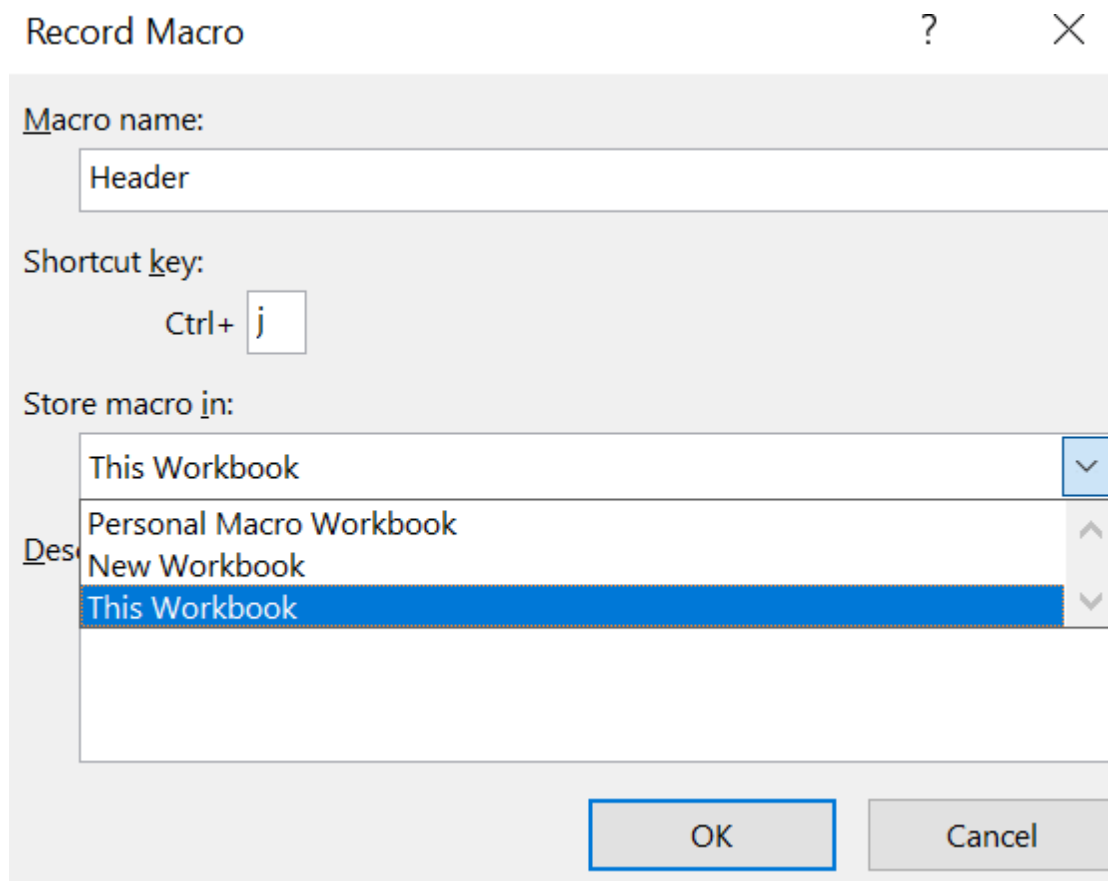 Record Macro ?
Macro name:
Header
Shortcut key:
Ctrl+ j
Store macro in:
This Workbook
Personal Macro Workbook
Des
New Workbook
This Workbook
OK Cancel